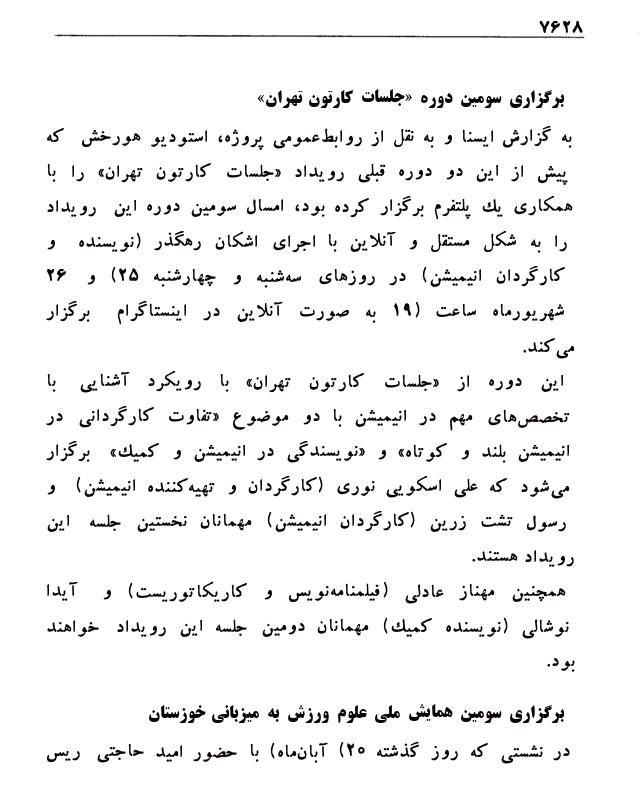 ۷۶۲۸
برگزاری سومین دوره «جلسات کارتون تهران»
به گزارش ایسنا و به نقل از روابط‌عمومی پروژه، استودیو هورخش که
پیش از این دو دوره قبلی رویداد «جلسات کارتون تهران» را با
همکاری یك پلتفرم برگزار کرده بود، امسال سومین دوره این رویداد
را به شکل مستقل و آنلاین با اجرای اشکان رهگذر (نویسنده و
کارگردان انیمیشن) در روزهای سه‌شنبه و چهارشنبه ۲۵) و ۲۶
شهریورماه ساعت (۱۹ به صورت آنلاین در اینستاگرام برگزار
می‌کند.
این دوره از «جلسات کارتون تهران» با رویکرد آشنایی با
تخصص‌های مهم در انیمیشن با دو موضوع «تفاوت کارگردانی در
انیمیشن بلند و کوتاه» و «نویسندگی در انیمیشن و کمیك» برگزار
می‌شود که علی اسکویی نوری (کارگردان و تهیه‌کننده انیمیشن) و
رسول تشت زرین (کارگردان انیمیشن) مهمانان نخستین جلسه این
رویداد هستند.
همچنین مهناز عادلی (فیلمنامه‌نویس و کاریکاتوریست) و آیدا
نوشالی (نویسنده کمیك) مهمانان دومین جلسه این رویداد خواهند
بود.
برگزاری سومین همایش ملی علوم ورزش به میزبانی خوزستان
در نشستی که روز گذشته ۲۵) آبان‌ماه) با حضور امید حاجتی ریس